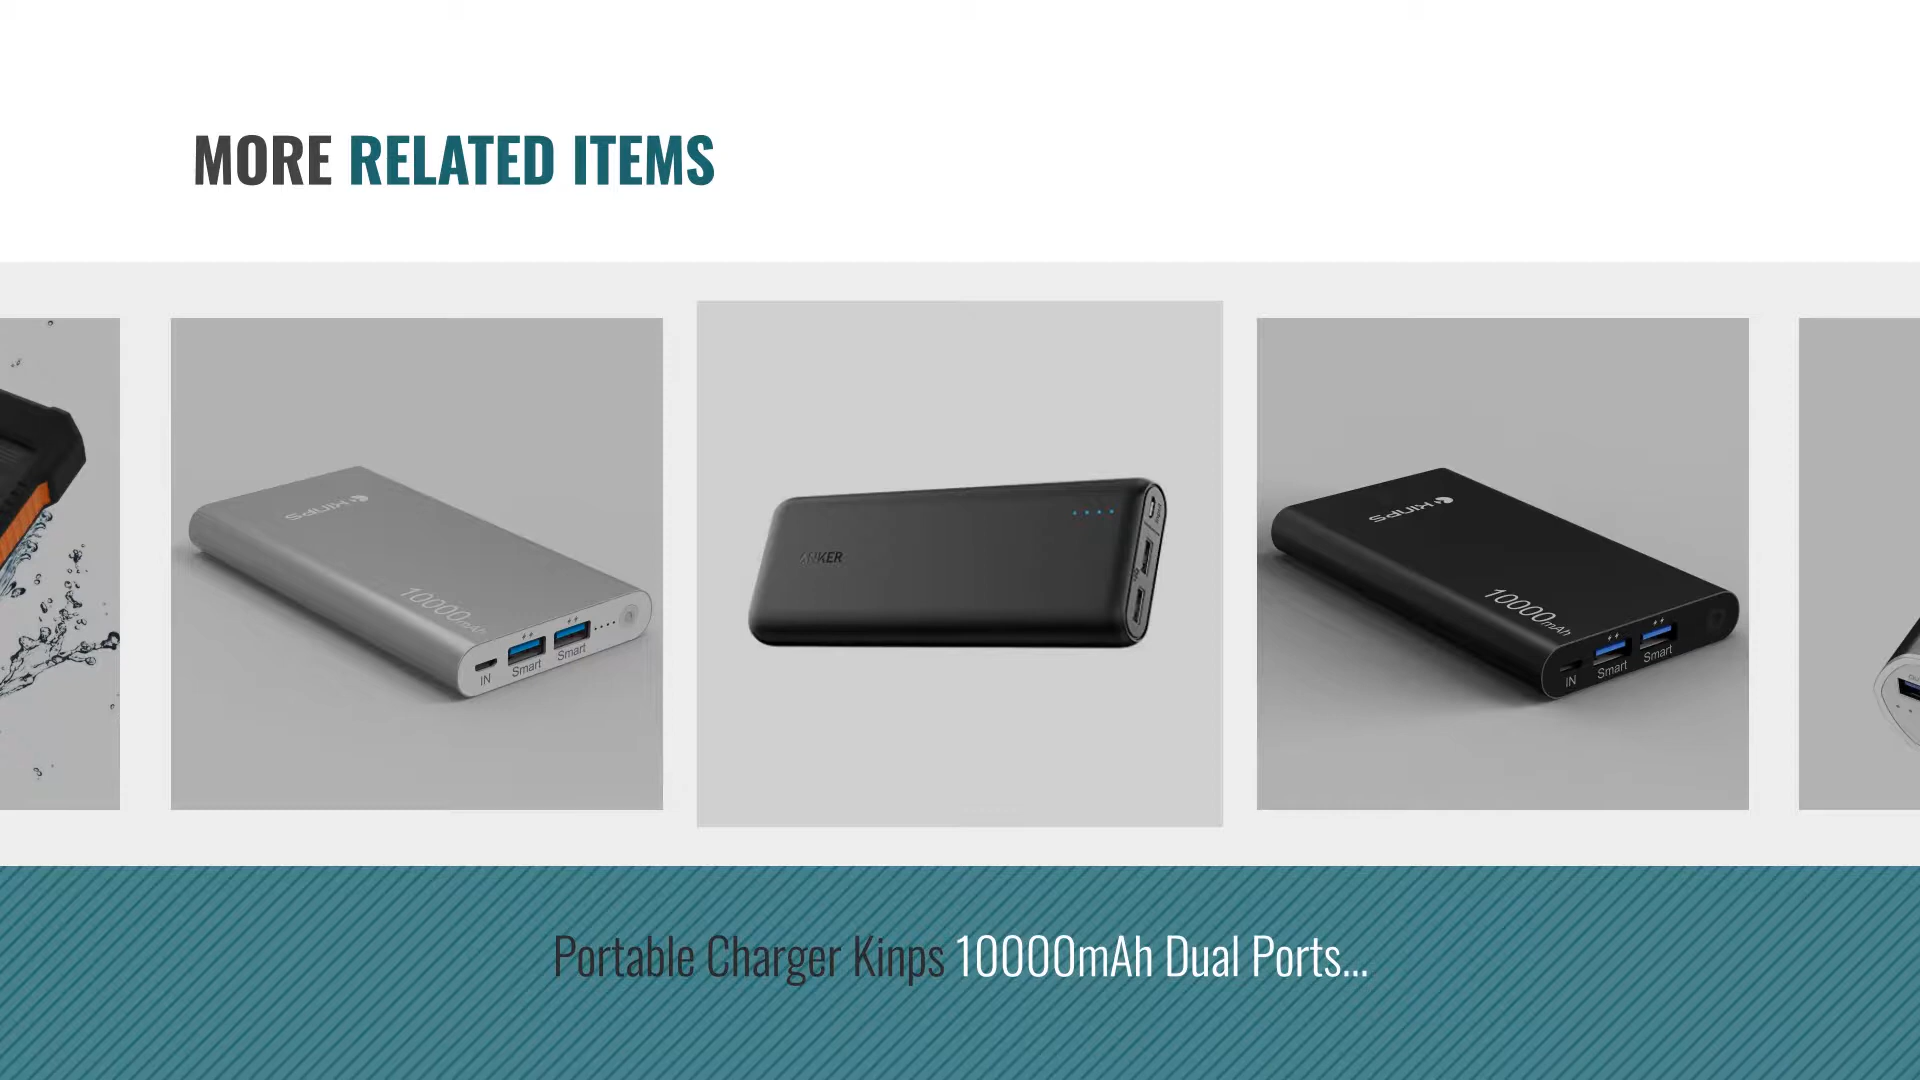 MORE RELATED ITEMS
KINPS
10000mAh
IN Smart Smart
ANKER
KINPS
10000mAh
IN Smart Smart
Portable Charger Kinps 10000mAh Dual Ports...